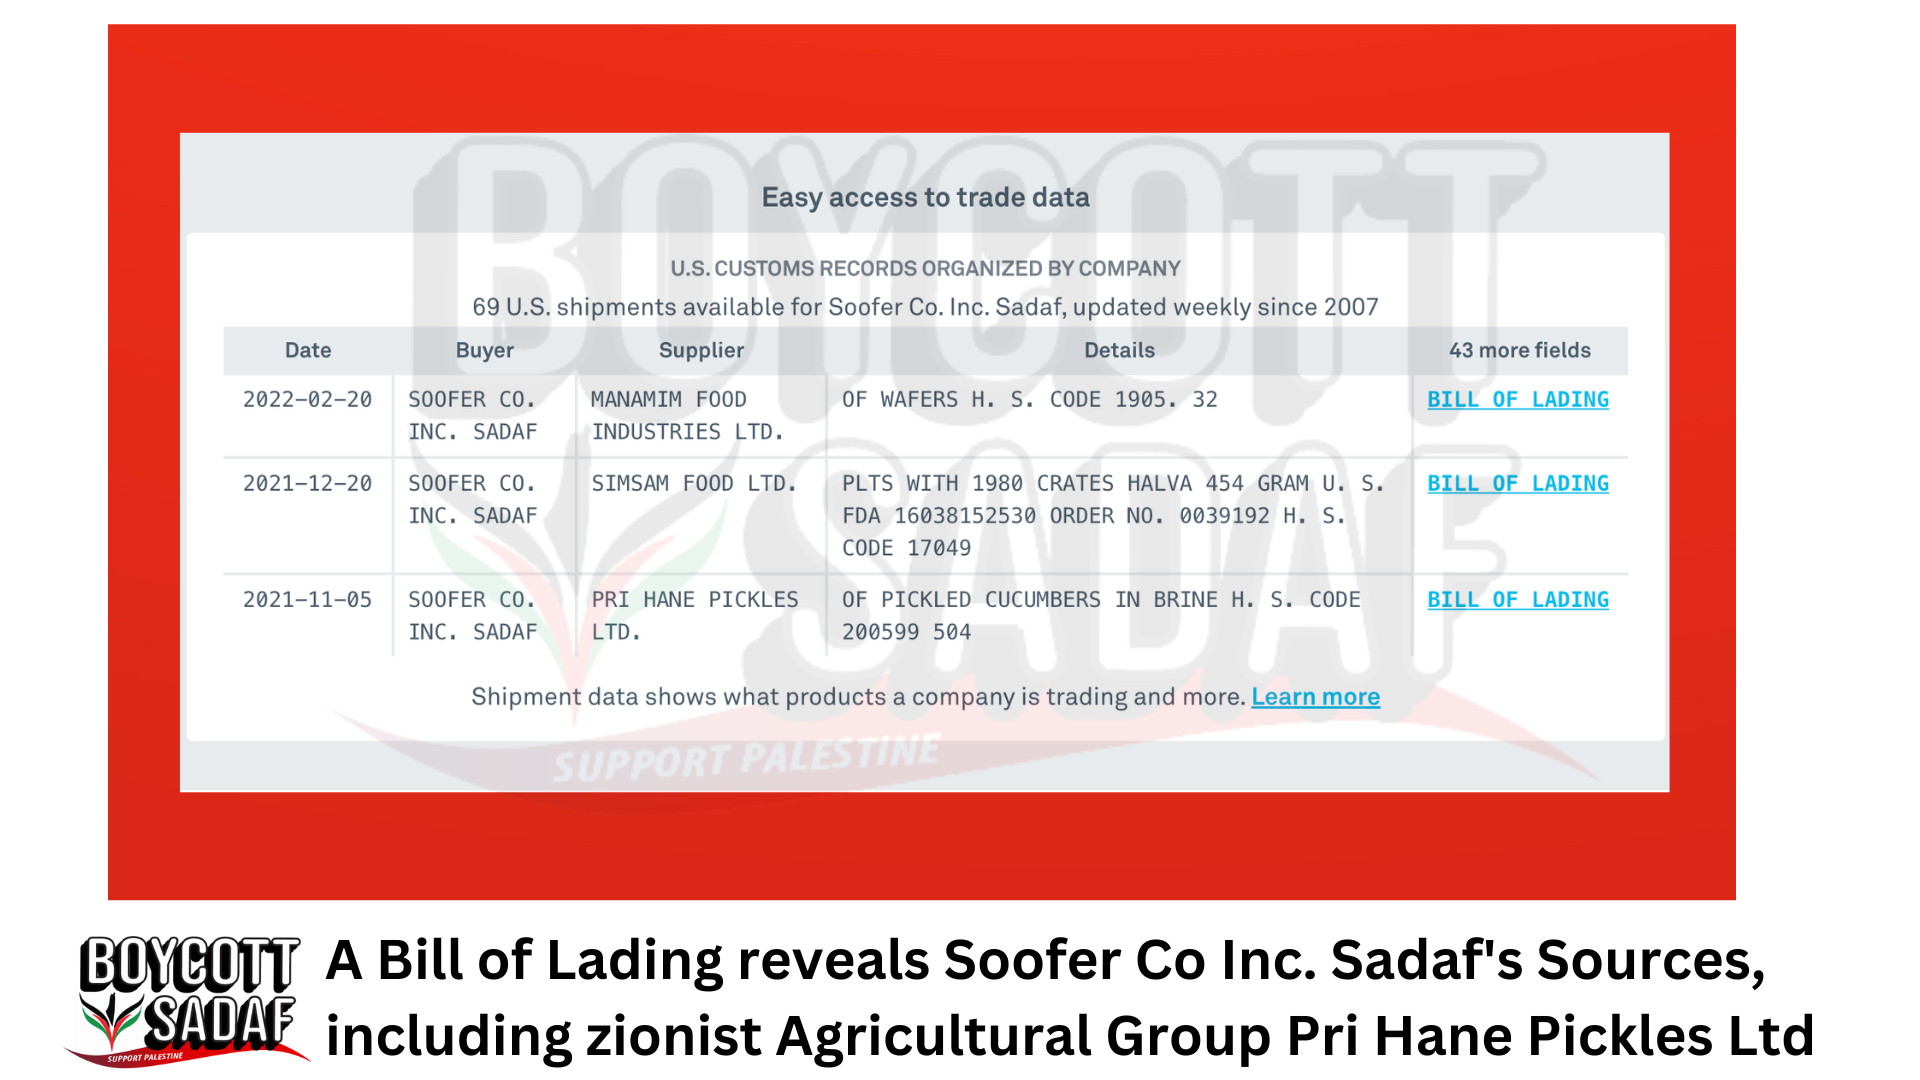 Easy access to trade data
U.S. CUSTOMS RECORDS ORGANIZED BY COMPANY
69 U.S. shipments available for Soofer Co. Inc. Sadaf, updated weekly since 2007
Date Buyer Supplier Details 43 more fields
2022-02-20 SOOFER CO. MANAMIM FOOD OF WAFERS H. S. CODE 1905. 32 BILL OF LADING
INC. SADAF INDUSTRIES LTD.
2021-12-20 SOOFER CO. SIMSAM FOOD LTD. PLTS WITH 1980 CRATES HALVA 454 GRAM U. S. BILL OF LADING
INC. SADAF FDA 16038152530 ORDER NO. 0039192 H. S.
CODE 17049
2021-11-05 SOOFER CO. PRI HANE PICKLES OF PICKLED CUCUMBERS IN BRINE H. S. CODE BILL OF LADING
INC. SADAF LTD. 200599 504
Shipment data shows what products a company is trading and more. Learn more
BOYCOTT
SADAF
SUPPORT PALESTINE
BOYCOTT
SADAF
SUPPORT PALESTINE
A Bill of Lading reveals Soofer Co Inc. Sadaf's Sources,
including zionist Agricultural Group Pri Hane Pickles Ltd